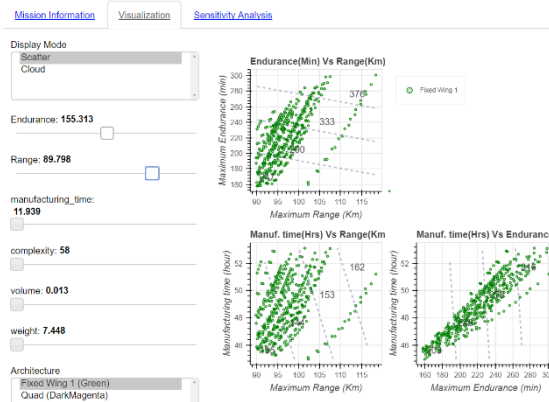 Mission Information
Visualization
Sensitivity Analysis
Display Mode
Scatter
Cloud
Endurance: 155.313
Range: 89.798
manufacturing_time:
11.939
complexity: 58
volume: 0.013
weight: 7.448
Architecture
Fixed Wing 1 (Green)
Quad (DarkMagenta)
Endurance(Min) Vs Range(Km)
Maximum Endurance (min)
300
280
260
240
220
200
180
160
376
333
90
95
100
105
110
115
Maximum Range (Km)
Fixed Wing 1
Manuf. time(Hrs) Vs Range(Km
Manufacturing time (hour)
52
50
48
46
162
153
90
95
100
105
110
115
Maximum Range (Km)
Manuf. time(Hrs) Vs Endurance
Manufacturing time (hour)
52
50
48
46
160
180
200
220
240
260
280
300
Maximum Endurance (min)